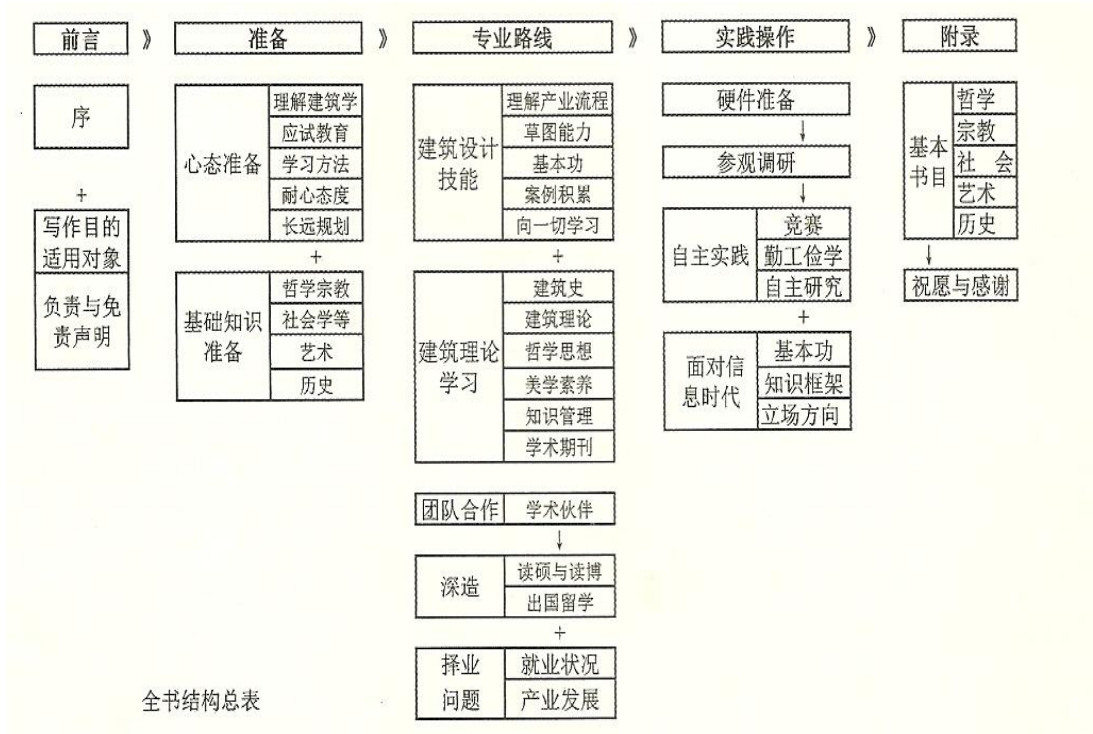 前言 》 准备 》 专业路线 》 实践操作 》 附录
序
+
写作目的
适用对象
负责与免
责声明
心态准备
理解建筑学
应试教育
学习方法
耐心态度
长远规划
+
基础知识
准备
哲学宗教
社会学等
艺术
历史
建筑设计
技能
理解产业流程
草图能力
基本功
案例积累
向一切学习
+
建筑理论
学习
建筑史
建筑理论
哲学思想
美学素养
知识管理
学术期刊
团队合作
学术伙伴
↓
深造
读硕与读博
出国留学
+
择业
问题
就业状况
产业发展
硬件准备
↓
参观调研
↓
自主实践
竞赛
勤工俭学
自主研究
+
面对信
息时代
基本功
知识框架
立场方向
基本
书目
哲学
宗教
社 会
艺术
历史
↓
祝愿与感谢
全书结构总表